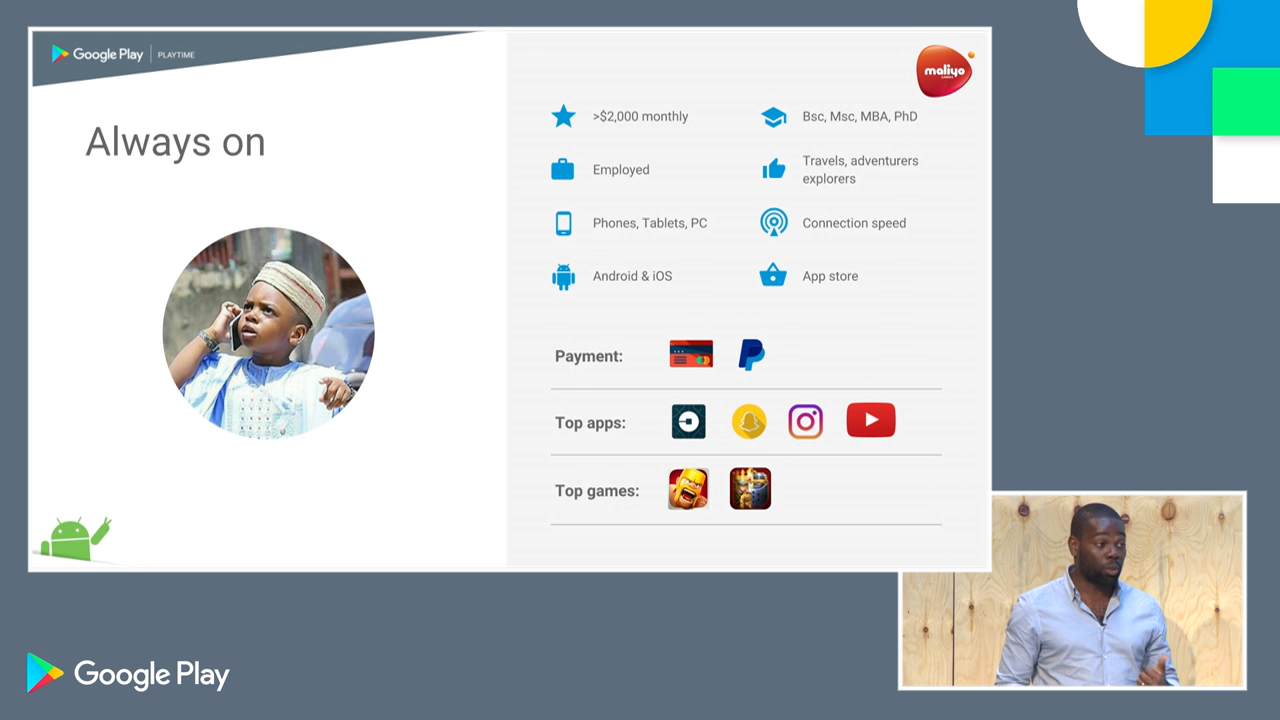 Google Play | PLAYTIME
maliyo
Always on
>$2,000 monthly
Bsc, Msc, MBA, PhD
Employed
Travels, adventurers
explorers
Phones, Tablets, PC
Connection speed
Android & iOS
App store
Payment:
Top apps:
Top games:
Google Play